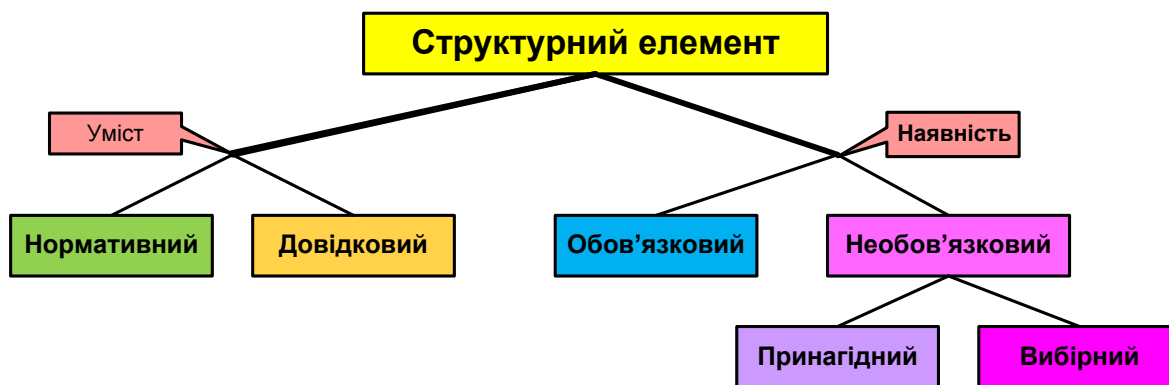 Структурний елемент
Уміст
Наявність
Нормативний
Довідковий
Обов’язковий
Необов’язковий
Принагідний
Вибірний